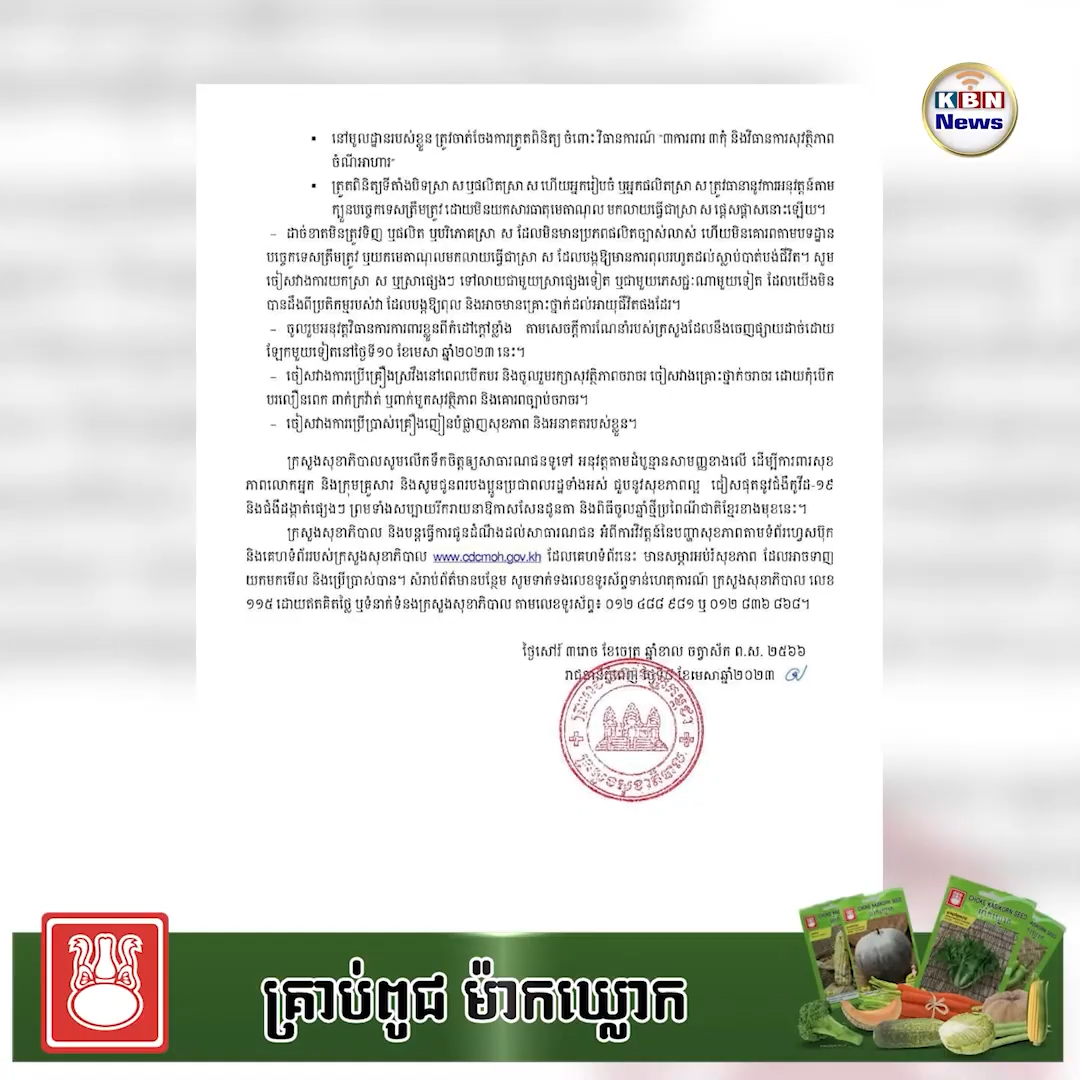 KBN
News
▪ នៅមូលដ្ឋានរបស់ខ្លួន ត្រូវចាត់ចែងការត្រួតពិនិត្យ ចំពោះ វិធានការណ៍ "៣ការពារ ៣កុំ និងវិធានការសុវត្ថិភាព
ចំណីអាហារ"
▪ ត្រួតពិនិត្យទីតាំងបិទស្រា ស ឬផលិតស្រា ស ហើយអ្នករៀបចំ ឬអ្នកផលិតស្រា ស ត្រូវធានានូវការអនុវត្តន៍តាម
ក្បួនបច្ចេកទេសត្រឹមត្រូវ ដោយមិនយកសារធាតុមេតាណុល មកលាយធ្វើជាស្រា ស ផ្តេសផ្តាសនោះឡើយ។
– ដាច់ខាតមិនត្រូវទិញ ឬផលិត ឬបរិភោគស្រា ស ដែលមិនមានប្រភពផលិតច្បាស់លាស់ ហើយមិនគោរពតាមបទដ្ឋាន
បច្ចេកទេសត្រឹមត្រូវ ឬយកមេតាណុលមកលាយធ្វើជាស្រា ស ដែលបង្កឱ្យមានការពុលរហូតដល់ស្លាប់បាត់បង់ជីវិត។ សូម
ចៀសវាងការយកស្រា ស ឬស្រាផ្សេងៗ ទៅលាយជាមួយស្រាផ្សេងទៀត ឬជាមួយភេសជ្ជៈណាមួយទៀត ដែលយើងមិន
បានដឹងពីប្រតិកម្មរបស់វា ដែលបង្កឱ្យពុល និងអាចមានគ្រោះថ្នាក់ដល់អាយុជីវិតផងដែរ។
– ចូលរួមអនុវត្តវិធានការការពារខ្លួនពីកំដៅក្តៅខ្លាំង តាមសេចក្តីការណែនាំរបស់ក្រសួងដែលនឹងចេញផ្សាយដាច់ដោយ
ឡែកមួយទៀតនៅថ្ងៃទី១០ ខែមេសា ឆ្នាំ២០២៣ នេះ។
– ចៀសវាងការប្រើគ្រឿងស្រវឹងនៅពេលបើកបរ និងចូលរួមរក្សាសុវត្ថិភាពចរាចរ ចៀសវាងគ្រោះថ្នាក់ចរាចរ ដោយកុំបើក
បរលឿនពេក ពាក់ក្រវ៉ាត់ ឬពាក់មួកសុវត្ថិភាព និងគោរពច្បាប់ចរាចរ។
– ចៀសវាងការប្រើប្រាស់គ្រឿងញៀនបំផ្លាញសុខភាព និងអនាគតរបស់ខ្លួន។
ក្រសួងសុខាភិបាលសូមលើកទឹកចិត្តឲ្យសាធារណជនទូទៅ អនុវត្តតាមដំបូន្មានសាមញ្ញខាងលើ ដើម្បីការពារសុខ
ភាពលោកអ្នក និងក្រុមគ្រួសារ និងសូមជូនពរបងប្អូនប្រជាពលរដ្ឋទាំងអស់ ជួបនូវសុខភាពល្អ ជៀសផុតនូវជំងឺកូវីដ-១៩
និងជំងឺដង្កាត់ផ្សេងៗ ព្រមទាំងសប្បាយរីករាយនាឱកាសសែនដូនតា និងពិធីចូលឆ្នាំថ្មីប្រពៃណីជាតិខ្មែរខាងមុខនេះ។
ក្រសួងសុខាភិបាល និងបន្តធ្វើការជូនដំណឹងដល់សាធារណជន អំពីការវិវត្តន៍នៃបញ្ហាសុខភាពតាមទំព័រហ្វេសប៊ុក
និងគេហទំព័ររបស់ក្រសួងសុខាភិបាល www.cdcmoh.gov.kh ដែលគេហទំព័រនេះ មានសម្ភារអប់រំសុខភាព ដែលអាចទាញ
យកមកមើល និងប្រើប្រាស់បាន។ សំរាប់ព័ត៌មានបន្ថែម សូមទាក់ទងលេខទូរស័ព្ទទាន់ហេតុការណ៍ ក្រសួងសុខាភិបាល លេខ
១១៥ ដោយឥតគិតថ្លៃ ឬទំនាក់ទំនងក្រសួងសុខាភិបាល តាមលេខទូរស័ព្ទ៖ ០១២ ៤៨៨ ៩៨១ ឬ ០១២ ៨៣៦ ៨៦៨។
ថ្ងៃសៅរ៍ ៣រោច ខែចេត្រ ឆ្នាំខាល ចត្វាស័ក ព.ស. ២៥៦៦
រាជធានីភ្នំពេញ ថ្ងៃទី៨ ខែមេសាឆ្នាំ២០២៣
ក្រសួងសុខាភិបាល
CHOKE KASIKORN SEED
គ្រាប់ពូជ ម៉ាកឃ្លោក